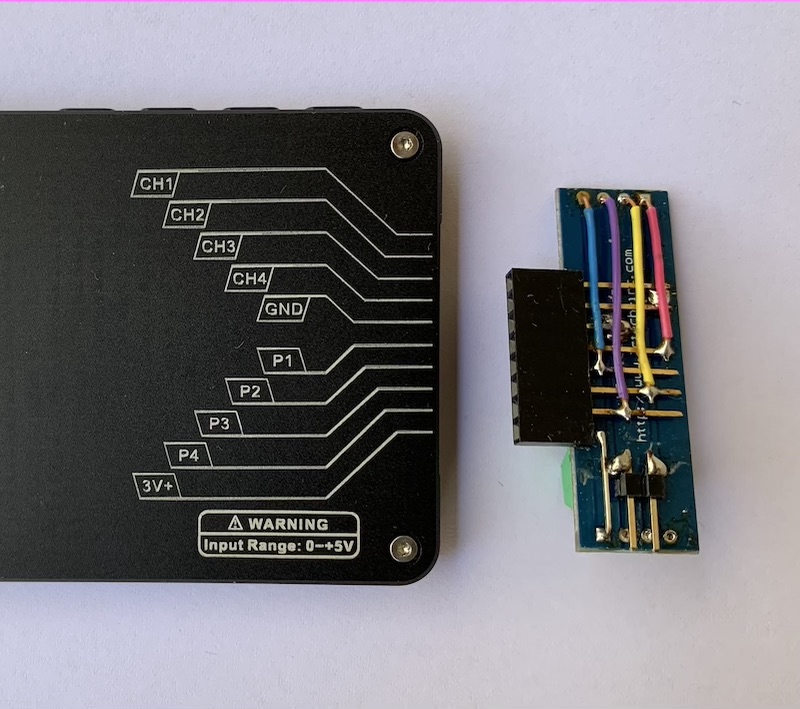 CH1
CH2
CH3
CH4
GND
P1
P2
P3
P4
3V+
⚠ WARNING
Input Range: 0~+5V